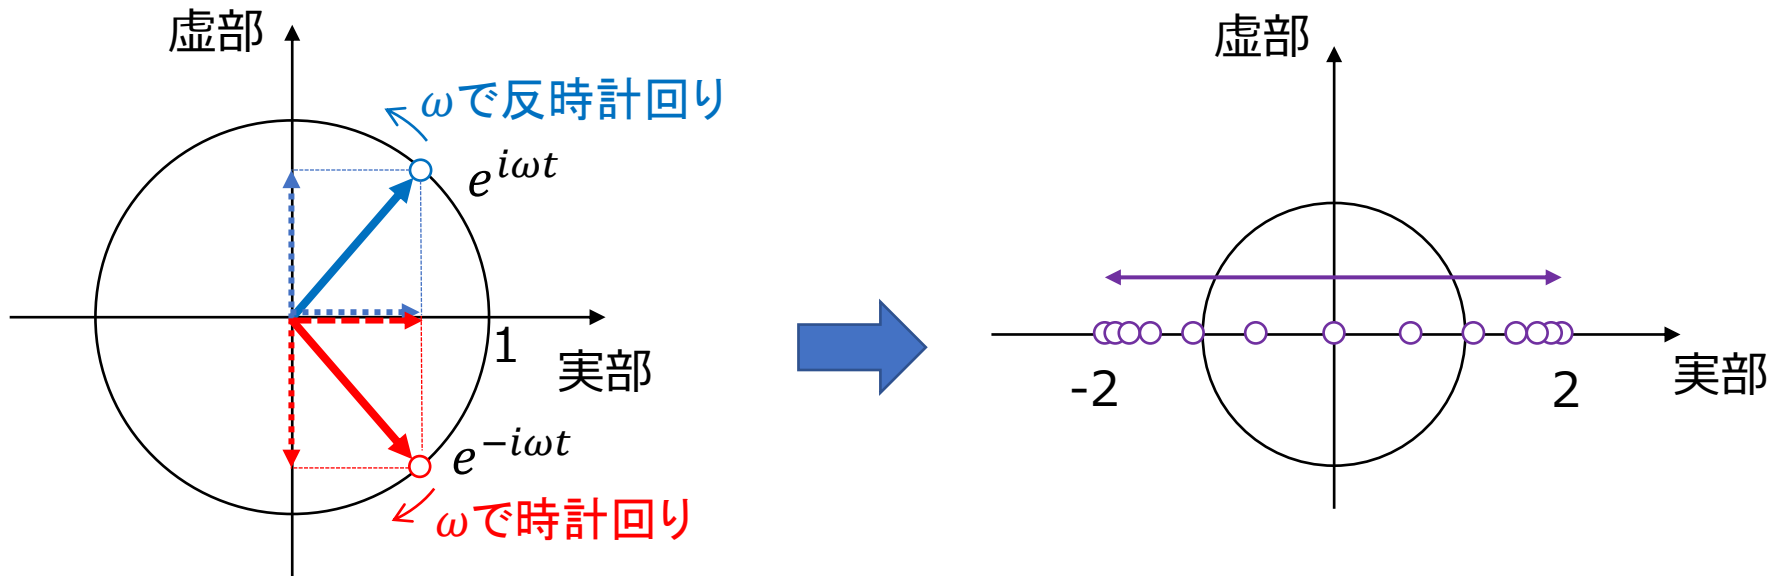 虚部
ωで反時計回り
e^{iωt}
1
実部
e^{-iωt}
ωで時計回り
虚部
-2
2
実部